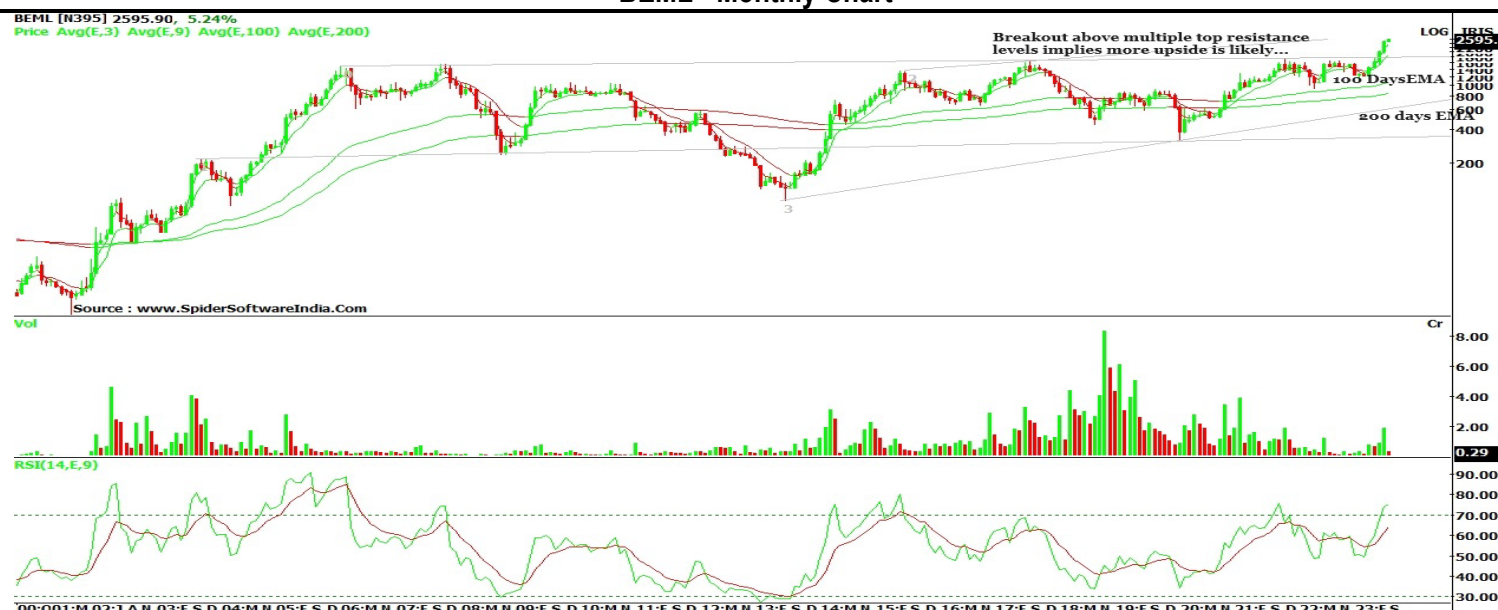 BEML [N395] 2595.90, 5.24%
Price Avg(E,3) Avg(E,9) Avg(E,100) Avg(E,200)
LOG
IRIS
Breakout above multiple top resistance
levels implies more upside is likely...
2595.
1200
1000
100 DaysEMA
800
600
200 days EMA
400
200
2
3
Source : www.SpiderSoftwareIndia.Com
Vol
Cr
8.00
6.00
4.00
2.00
0.29
RSI(14,E,9)
90.00
80.00
70.00
60.00
50.00
40.00
30.00